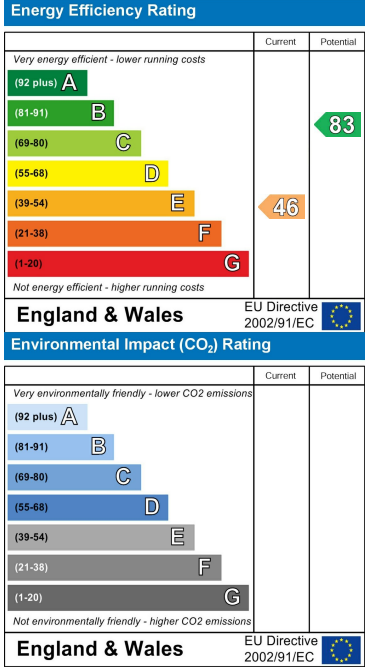 Energy Efficiency Rating
Current Potential
Very energy efficient - lower running costs
(92 plus) A
(81-91) B
83
(69-80) C
(55-68) D
(39-54) E
46
(21-38) F
(1-20) G
Not energy efficient - higher running costs
England & Wales
EU Directive
2002/91/EC
Environmental Impact (CO2) Rating
Current Potential
Very environmentally friendly - lower CO2 emissions
(92 plus) A
(81-91) B
(69-80) C
(55-68) D
(39-54) E
(21-38) F
(1-20) G
Not environmentally friendly - higher CO2 emissions
England & Wales
EU Directive
2002/91/EC